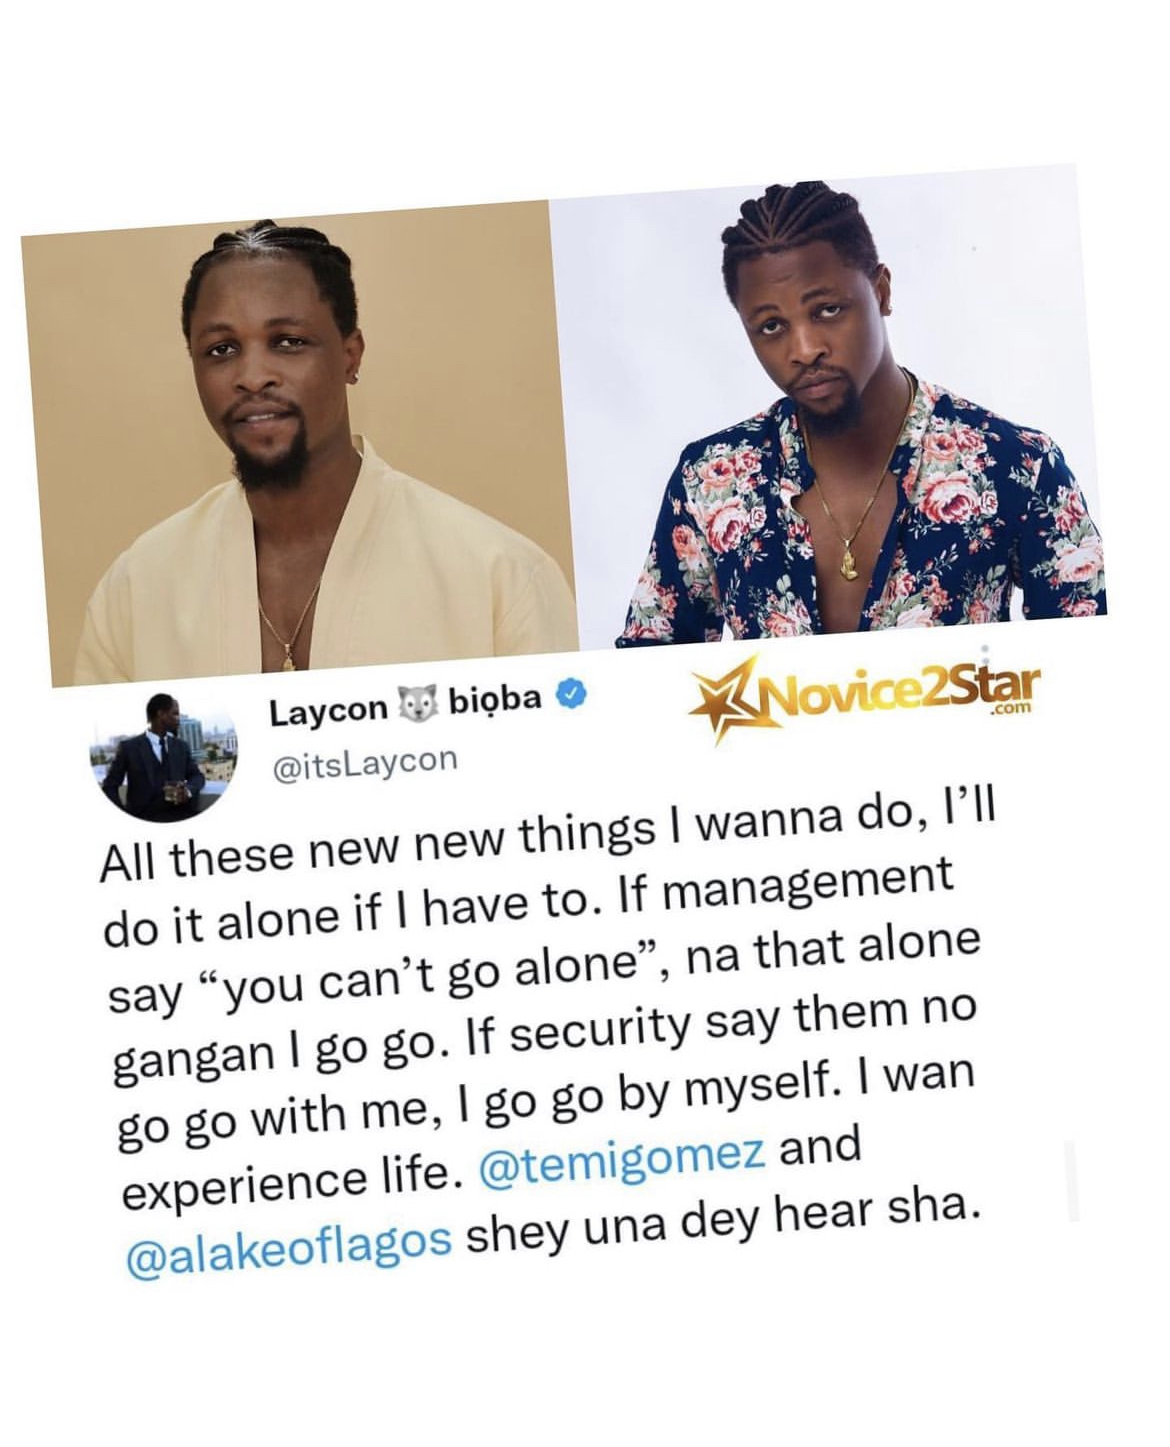 Laycon 🐺 biọba
@itsLaycon
Novice2Star
.com
All these new new things I wanna do, I’ll
do it alone if I have to. If management
say “you can’t go alone”, na that alone
gangan I go go. If security say them no
go go with me, I go go by myself. I wan
experience life. @temigomez and
@alakeoflagos shey una dey hear sha.